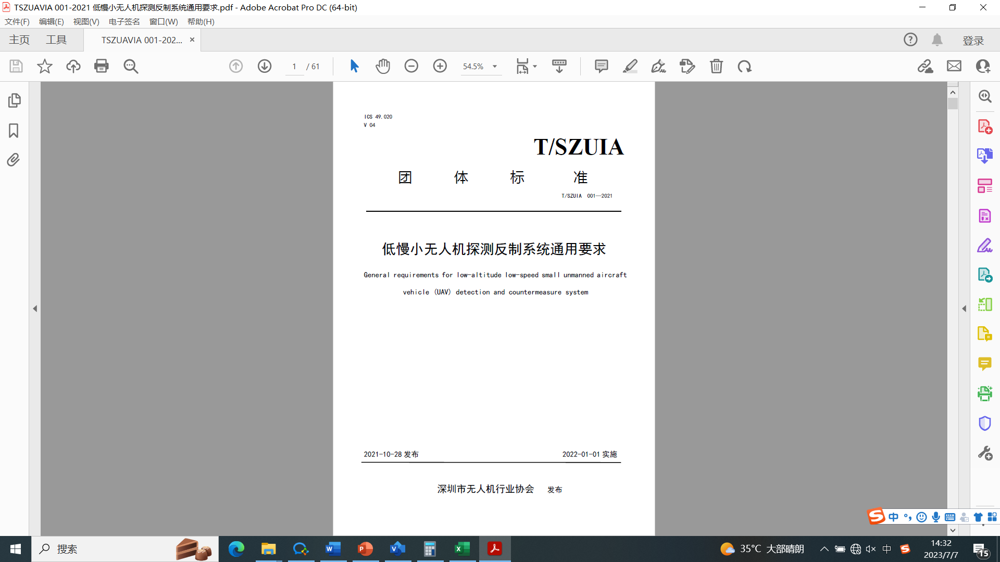 TSZUAVIA 001-2021 低慢小无人机探测反制系统通用要求.pdf - Adobe Acrobat Pro DC (64-bit)
文件(F) 编辑(E) 视图(V) 电子签名 窗口(W) 帮助(H)
主页 工具 TSZUAVIA 001-202... × 登录
1 / 61 54.5%
ICS 49.020
V 04
T/SZUIA
团 体 标 准
T/SZUIA 001—2021
低慢小无人机探测反制系统通用要求
General requirements for low-altitude low-speed small unmanned aircraft
vehicle (UAV) detection and countermeasure system
2021-10-28 发布 2022-01-01 实施
深圳市无人机行业协会 发布
中
搜索 35°C 大部晴朗 中 14:32
2023/7/7
15